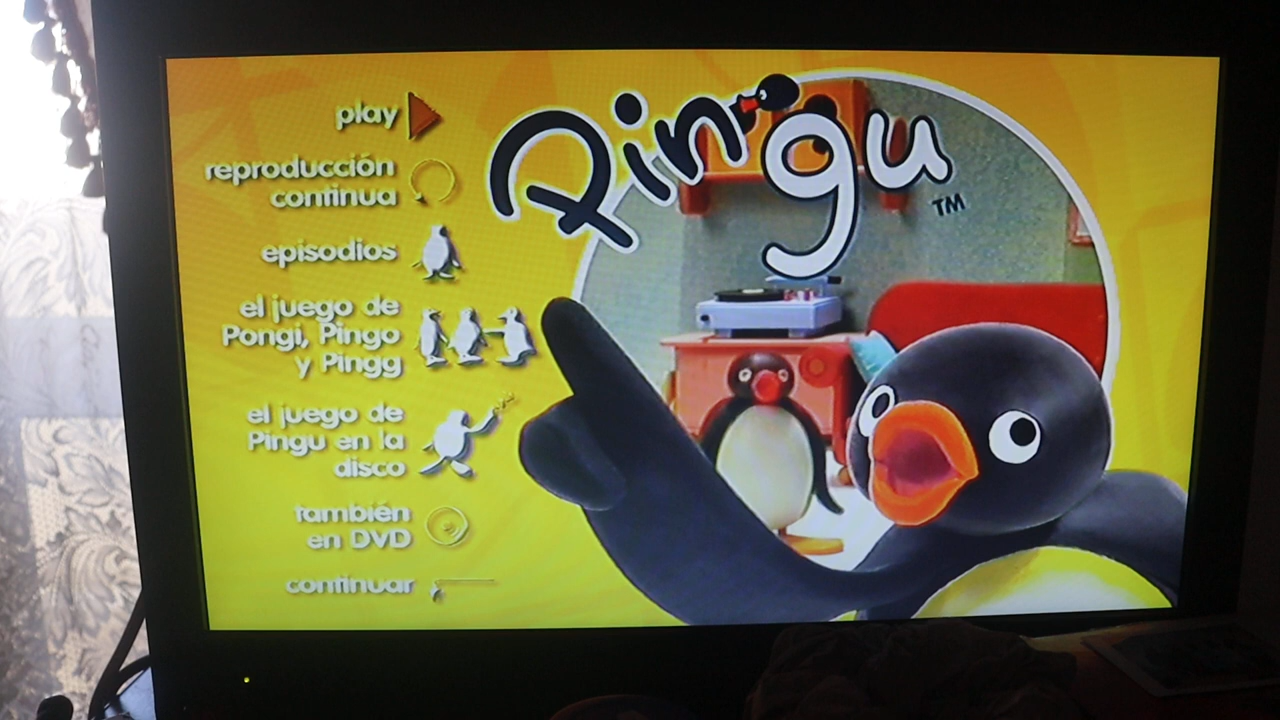 play
reproducción
continua
episodios
el juego de
Pongi, Pingo
y Pingg
el juego de
Pingu en la
disco
también
en DVD
continuar
Pingu
TM